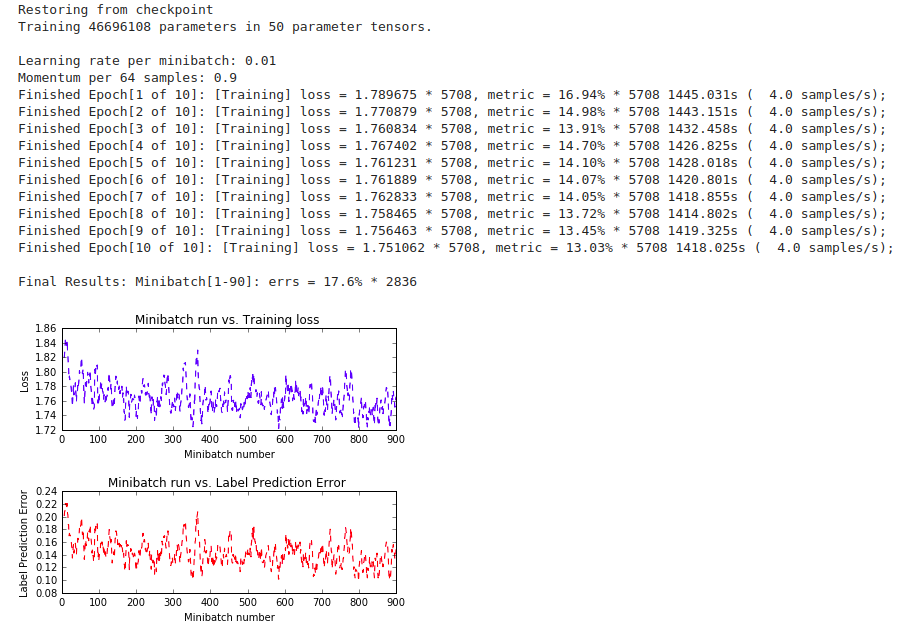 Restoring from checkpoint
Training 46696108 parameters in 50 parameter tensors.
Learning rate per minibatch: 0.01
Momentum per 64 samples: 0.9
Finished Epoch[1 of 10]: [Training] loss = 1.789675 * 5708, metric = 16.94% * 5708 1445.031s (  4.0 samples/s);
Finished Epoch[2 of 10]: [Training] loss = 1.770879 * 5708, metric = 14.98% * 5708 1443.151s (  4.0 samples/s);
Finished Epoch[3 of 10]: [Training] loss = 1.760834 * 5708, metric = 13.91% * 5708 1432.458s (  4.0 samples/s);
Finished Epoch[4 of 10]: [Training] loss = 1.767402 * 5708, metric = 14.70% * 5708 1426.825s (  4.0 samples/s);
Finished Epoch[5 of 10]: [Training] loss = 1.761231 * 5708, metric = 14.10% * 5708 1428.018s (  4.0 samples/s);
Finished Epoch[6 of 10]: [Training] loss = 1.761889 * 5708, metric = 14.07% * 5708 1420.801s (  4.0 samples/s);
Finished Epoch[7 of 10]: [Training] loss = 1.762833 * 5708, metric = 14.05% * 5708 1418.855s (  4.0 samples/s);
Finished Epoch[8 of 10]: [Training] loss = 1.758465 * 5708, metric = 13.72% * 5708 1414.802s (  4.0 samples/s);
Finished Epoch[9 of 10]: [Training] loss = 1.756463 * 5708, metric = 13.45% * 5708 1419.325s (  4.0 samples/s);
Finished Epoch[10 of 10]: [Training] loss = 1.751062 * 5708, metric = 13.03% * 5708 1418.025s (  4.0 samples/s);
Final Results: Minibatch[1-90]: errs = 17.6% * 2836
Minibatch run vs. Training loss
Loss
1.86
1.84
1.82
1.80
1.78
1.76
1.74
1.72
0 100 200 300 400 500 600 700 800 900
Minibatch number
Minibatch run vs. Label Prediction Error
Label Prediction Error
0.24
0.22
0.20
0.18
0.16
0.14
0.12
0.10
0.08
0 100 200 300 400 500 600 700 800 900
Minibatch number